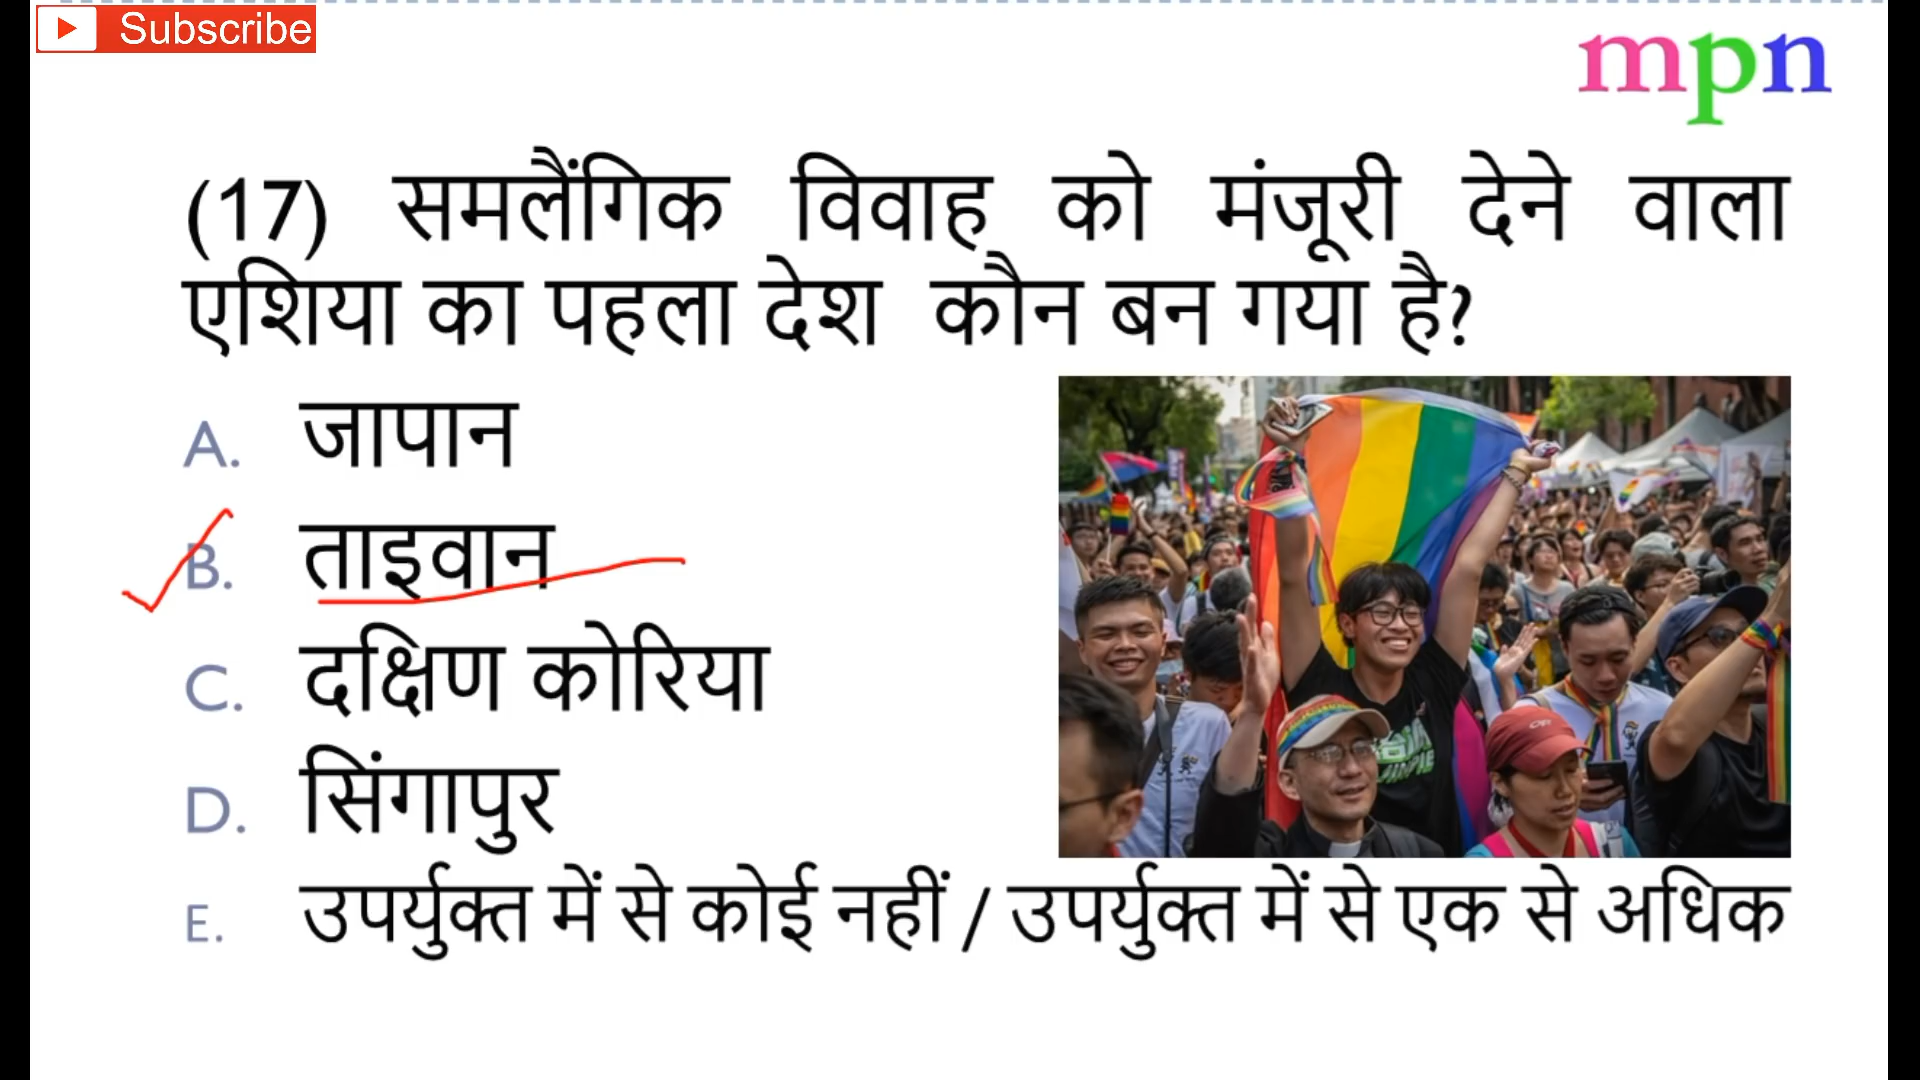 Subscribe
mpn
(17) समलैंगिक विवाह को मंजूरी देने वाला
एशिया का पहला देश कौन बन गया है?
A. जापान
B. ताइवान
C. दक्षिण कोरिया
D. सिंगापुर
E. उपर्युक्त में से कोई नहीं / उपर्युक्त में से एक से अधिक